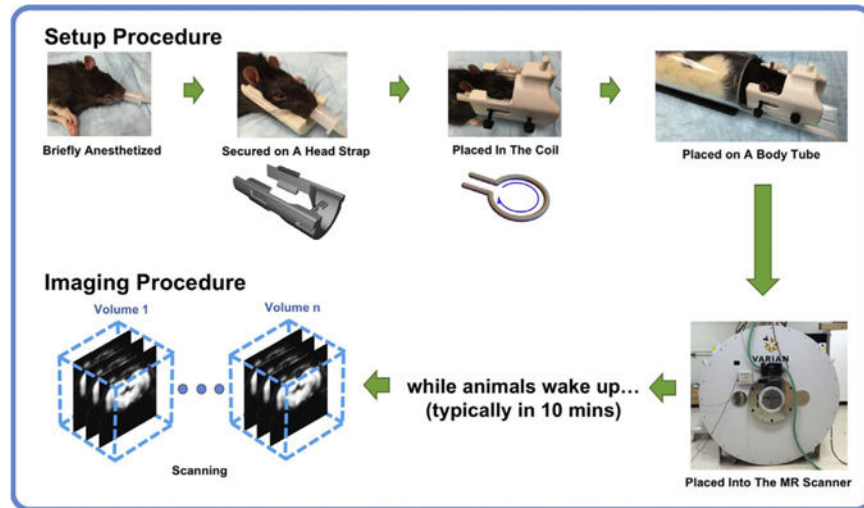 Setup Procedure
Briefly Anesthetized
Secured on A Head Strap
Placed In The Coil
Placed on A Body Tube
Imaging Procedure
Volume 1
Volume n
Scanning
while animals wake up…
(typically in 10 mins)
VARIAN
Placed Into The MR Scanner